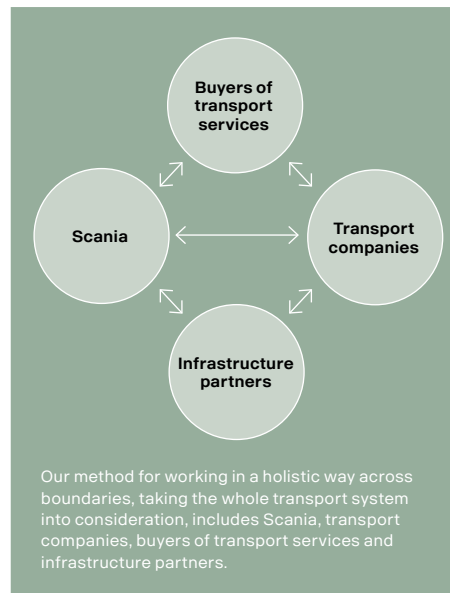 Buyers of
transport
services
Scania
Transport
companies
Infrastructure
partners
Our method for working in a holistic way across
boundaries, taking the whole transport system
into consideration, includes Scania, transport
companies, buyers of transport services and
infrastructure partners.